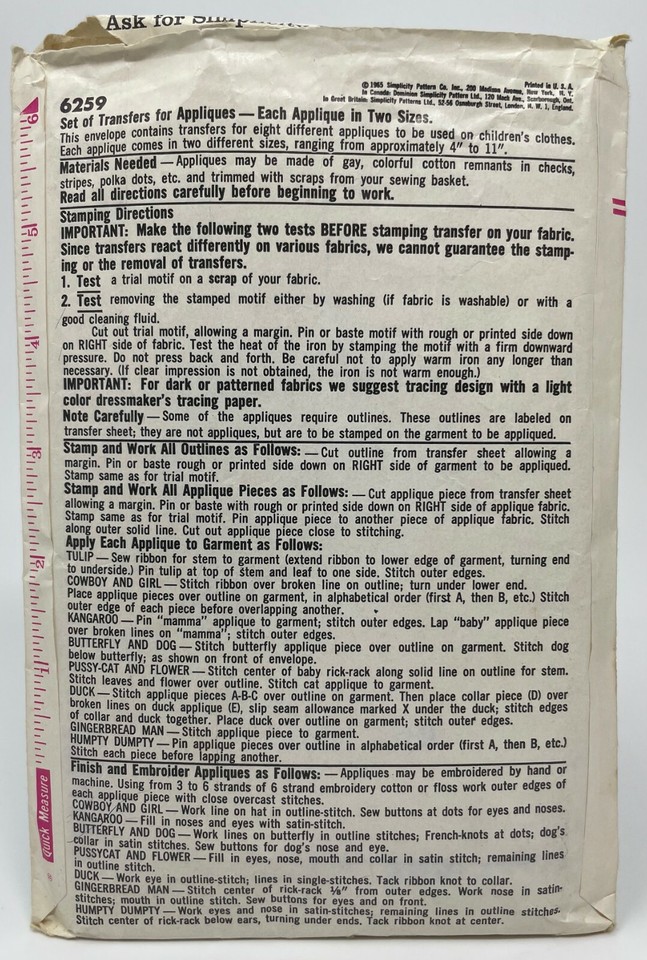 Ask for Simplicity
© 1965 Simplicity Pattern Co. Inc., 200 Madison Avenue, New York, N. Y. Printed in U. S. A.
In Canada: Dominion Simplicity Pattern Ltd., 120 Mack Ave., Scarborough, Ont.
In Great Britain: Simplicity Patterns Ltd., 52-56 Osnaburgh Street, London, N. W. 1, England.
6259
Set of Transfers for Appliques — Each Applique in Two Sizes.
This envelope contains transfers for eight different appliques to be used on children's clothes.
Each applique comes in two different sizes, ranging from approximately 4" to 11".
Materials Needed — Appliques may be made of gay, colorful cotton remnants in checks,
stripes, polka dots, etc. and trimmed with scraps from your sewing basket.
Read all directions carefully before beginning to work.
Stamping Directions
IMPORTANT: Make the following two tests BEFORE stamping transfer on your fabric.
Since transfers react differently on various fabrics, we cannot guarantee the stamp-
ing or the removal of transfers.
1. Test a trial motif on a scrap of your fabric.
2. Test removing the stamped motif either by washing (if fabric is washable) or with a
good cleaning fluid.
Cut out trial motif, allowing a margin. Pin or baste motif with rough or printed side down
on RIGHT side of fabric. Test the heat of the iron by stamping the motif with a firm downward
pressure. Do not press back and forth. Be careful not to apply warm iron any longer than
necessary. (If clear impression is not obtained, the iron is not warm enough.)
IMPORTANT: For dark or patterned fabrics we suggest tracing design with a light
color dressmaker's tracing paper.
Note Carefully — Some of the appliques require outlines. These outlines are labeled on
transfer sheet; they are not appliques, but are to be stamped on the garment to be appliqued.
Stamp and Work All Outlines as Follows: — Cut outline from transfer sheet allowing a
margin. Pin or baste rough or printed side down on RIGHT side of garment to be appliqued.
Stamp same as for trial motif.
Stamp and Work All Applique Pieces as Follows: — Cut applique piece from transfer sheet
allowing a margin. Pin or baste with rough or printed side down on RIGHT side of applique fabric.
Stamp same as for trial motif. Pin applique piece to another piece of applique fabric. Stitch
along outer solid line. Cut out applique piece close to stitching.
Apply Each Applique to Garment as Follows:
TULIP — Sew ribbon for stem to garment (extend ribbon to lower edge of garment, turning end
to underside.) Pin tulip at top of stem and leaf to one side. Stitch outer edges.
COWBOY AND GIRL — Stitch ribbon over broken line on outline; turn under lower end.
Place applique pieces over outline on garment, in alphabetical order (first A, then B, etc.) Stitch
outer edge of each piece before overlapping another.
KANGAROO — Pin "mamma" applique to garment; stitch outer edges. Lap "baby" applique piece
over broken lines on "mamma"; stitch outer edges.
BUTTERFLY AND DOG — Stitch butterfly applique piece over outline on garment. Stitch dog
below butterfly; as shown on front of envelope.
PUSSY-CAT AND FLOWER — Stitch center of baby rick-rack along solid line on outline for stem.
Stitch leaves and flower over outline. Stitch cat applique to garment.
DUCK — Stitch applique pieces A-B-C over outline on garment. Then place collar piece (D) over
broken lines on duck applique (E), slip seam allowance marked X under the duck; stitch edges
of collar and duck together. Place duck over outline on garment; stitch outer edges.
GINGERBREAD MAN — Stitch applique piece to garment.
HUMPTY DUMPTY — Pin applique pieces over outline in alphabetical order (first A, then B, etc.)
Stitch each piece before lapping another.
Finish and Embroider Appliques as Follows: — Appliques may be embroidered by hand or
machine. Using from 3 to 6 strands of 6 strand embroidery cotton or floss work outer edges of
each applique piece with close overcast stitches.
COWBOY AND GIRL — Work line on hat in outline-stitch. Sew buttons at dots for eyes and noses.
KANGAROO — Fill in noses and eyes with satin-stitch.
BUTTERFLY AND DOG — Work lines on butterfly in outline stitches; French-knots at dots; dog's
collar in satin stitches. Sew buttons for dog's nose and eye.
PUSSYCAT AND FLOWER — Fill in eyes, nose, mouth and collar in satin stitch; remaining lines
in outline stitch.
DUCK — Work eye in outline-stitch; lines in single-stitches. Tack ribbon knot to collar.
GINGERBREAD MAN — Stitch center of rick-rack ⅛" from outer edges. Work nose in satin-
stitches; mouth in outline stitch. Sew buttons for eyes and on front.
HUMPTY DUMPTY — Work eyes and nose in satin-stitches; remaining lines in outline stitches.
Stitch center of rick-rack below ears, turning under ends. Tack ribbon knot at center.
6
5
4
3
2
1
Quick Measure